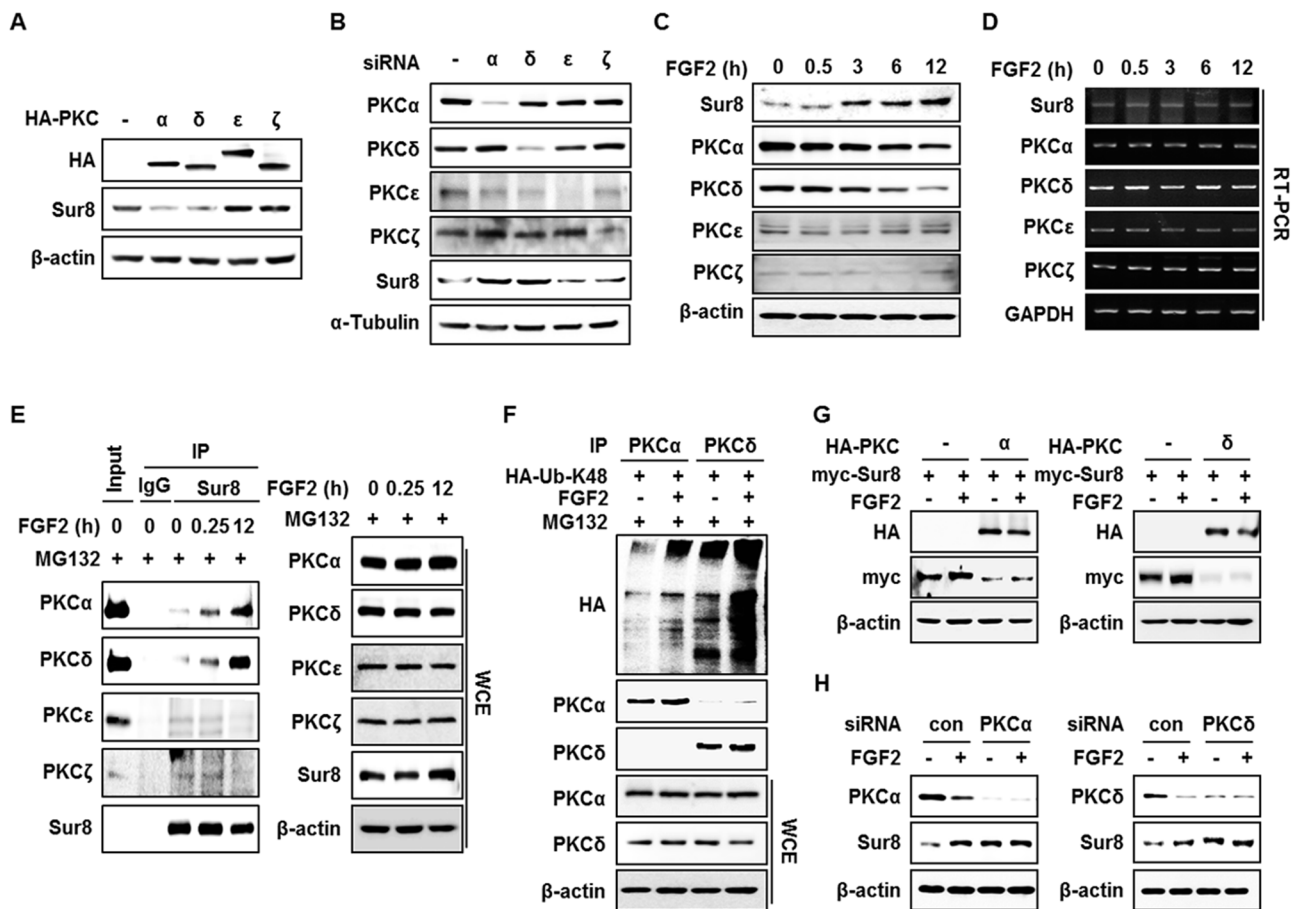 A
HA-PKC - α δ ε ζ
HA
Sur8
β-actin
B
siRNA - α δ ε ζ
PKCα
PKCδ
PKCε
PKCζ
Sur8
α-Tubulin
C
FGF2 (h) 0 0.5 3 6 12
Sur8
PKCα
PKCδ
PKCε
PKCζ
β-actin
D
FGF2 (h) 0 0.5 3 6 12
Sur8
PKCα
PKCδ
PKCε
PKCζ
GAPDH
RT-PCR
E
Input
IP
IgG Sur8
FGF2 (h) 0 0 0 0.25 12
MG132 + + + + +
PKCα
PKCδ
PKCε
PKCζ
Sur8
FGF2 (h) 0 0.25 12
MG132 + + +
PKCα
PKCδ
PKCε
PKCζ
Sur8
β-actin
WCE
F
IP PKCα PKCδ
HA-Ub-K48 + + + +
FGF2 - + - +
MG132 + + + +
HA
PKCα
PKCδ
PKCα
PKCδ
β-actin
WCE
G
HA-PKC - α
myc-Sur8 + + + +
FGF2 - + - +
HA
myc
β-actin
HA-PKC - δ
myc-Sur8 + + + +
FGF2 - + - +
HA
myc
β-actin
H
siRNA con PKCα
FGF2 - + - +
PKCα
Sur8
β-actin
siRNA con PKCδ
FGF2 - + - +
PKCδ
Sur8
β-actin